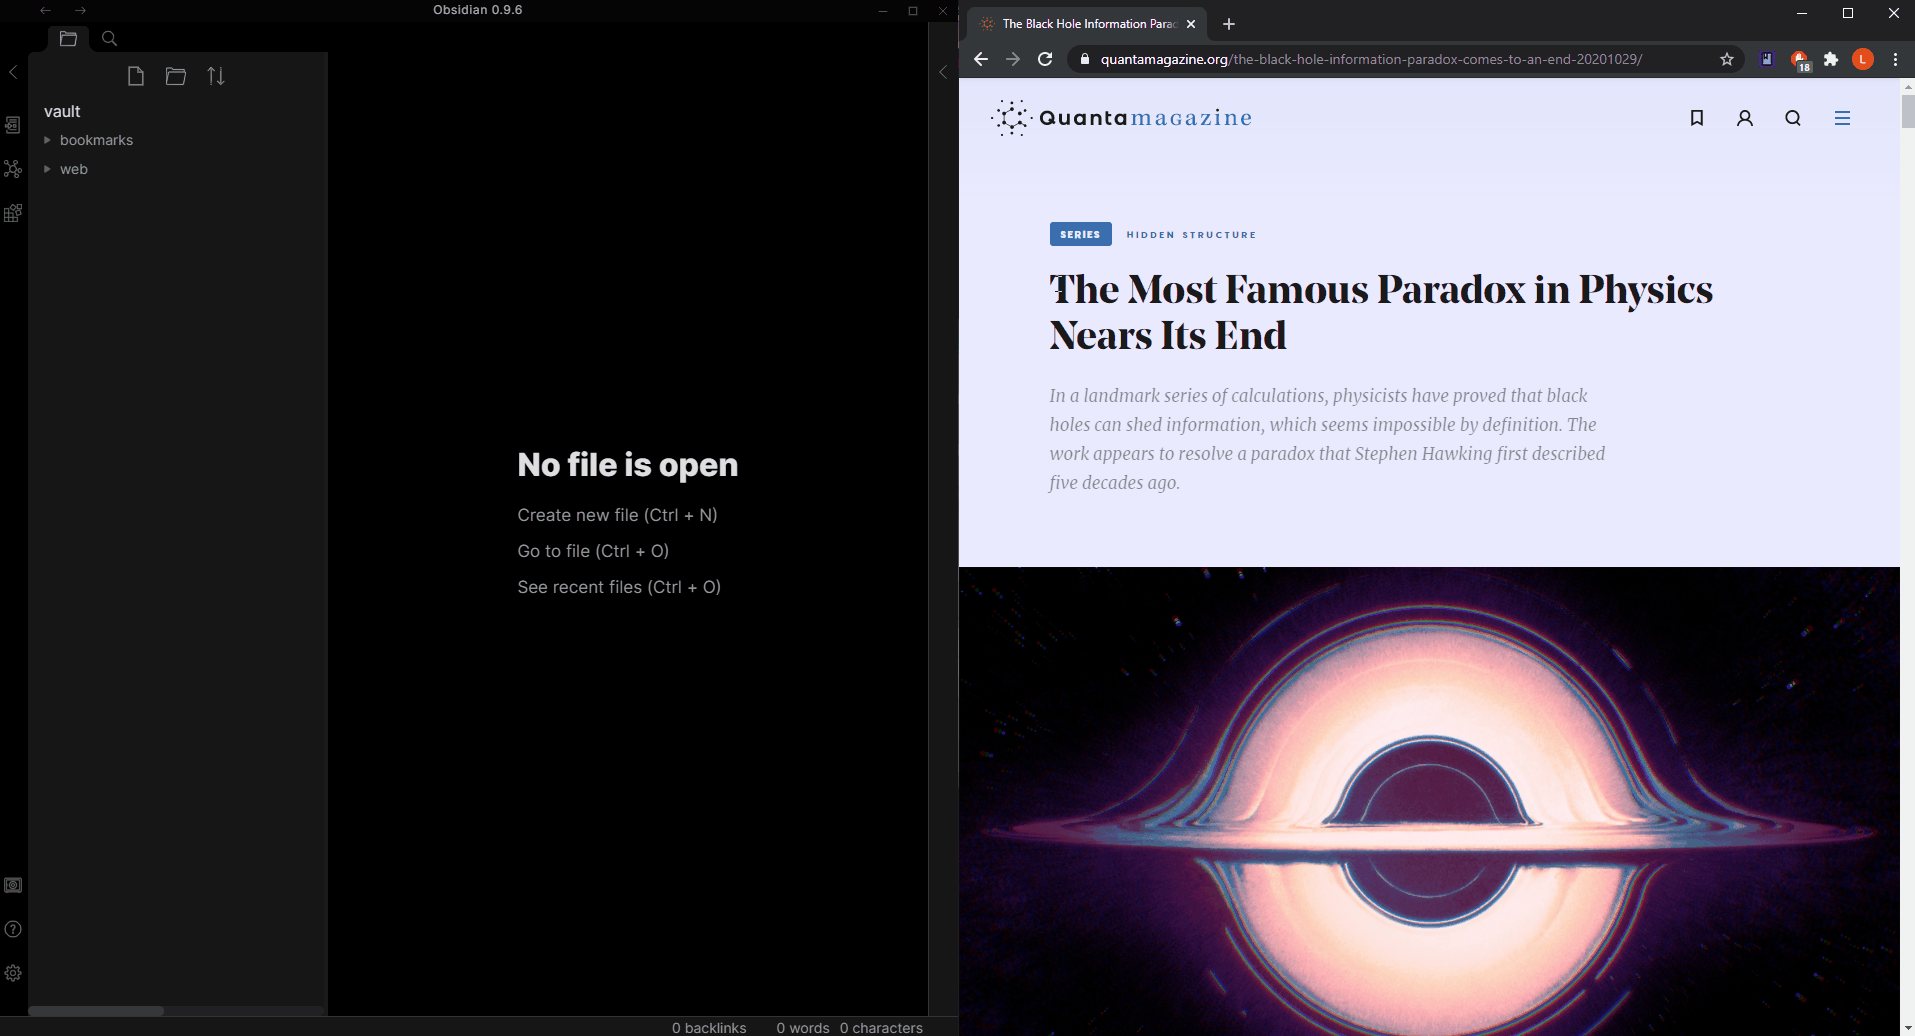 Obsidian 0.9.6
vault
bookmarks
web
No file is open
Create new file (Ctrl + N)
Go to file (Ctrl + O)
See recent files (Ctrl + O)
0 backlinks
0 words
0 characters
The Black Hole Information Parad
quantamagazine.org/the-black-hole-information-paradox-comes-to-an-end-20201029/
18
L
Quantamagazine
SERIES
HIDDEN STRUCTURE
The Most Famous Paradox in Physics
Nears Its End
In a landmark series of calculations, physicists have proved that black
holes can shed information, which seems impossible by definition. The
work appears to resolve a paradox that Stephen Hawking first described
five decades ago.